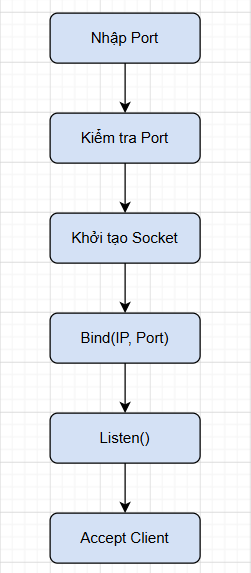 Nhập Port
Kiểm tra Port
Khởi tạo Socket
Bind(IP, Port)
Listen()
Accept Client